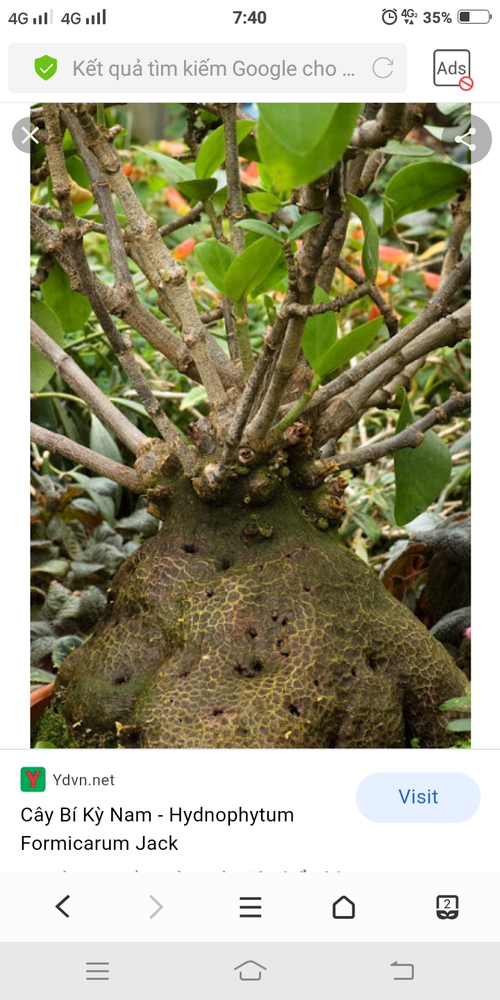 4G 4G 7:40 4G2 35%
Kết quả tìm kiếm Google cho ...
Ads
Ydvn.net
Visit
Cây Bí Kỳ Nam - Hydnophytum
Formicarum Jack
2